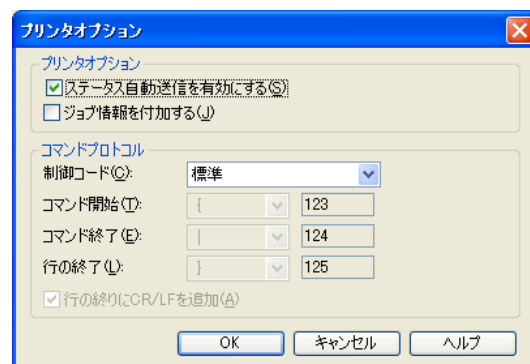 プリンタオプション
プリンタオプション
ステータス自動送信を有効にする(S)
ジョブ情報を付加する(J)
コマンドプロトコル
制御コード(C): 標準
コマンド開始(T): { 123
コマンド終了(E): | 124
行の終了(L): } 125
行の終りにCR/LFを追加(A)
OK キャンセル ヘルプ